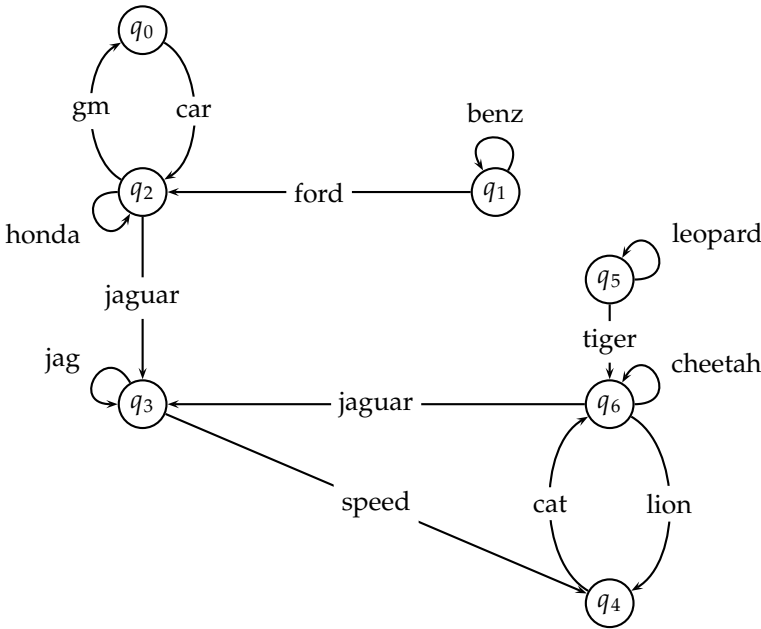 q0
gm
car
benz
q2
ford
q1
honda
leopard
q5
jaguar
tiger
jag
cheetah
q3
jaguar
q6
speed
cat
lion
q4